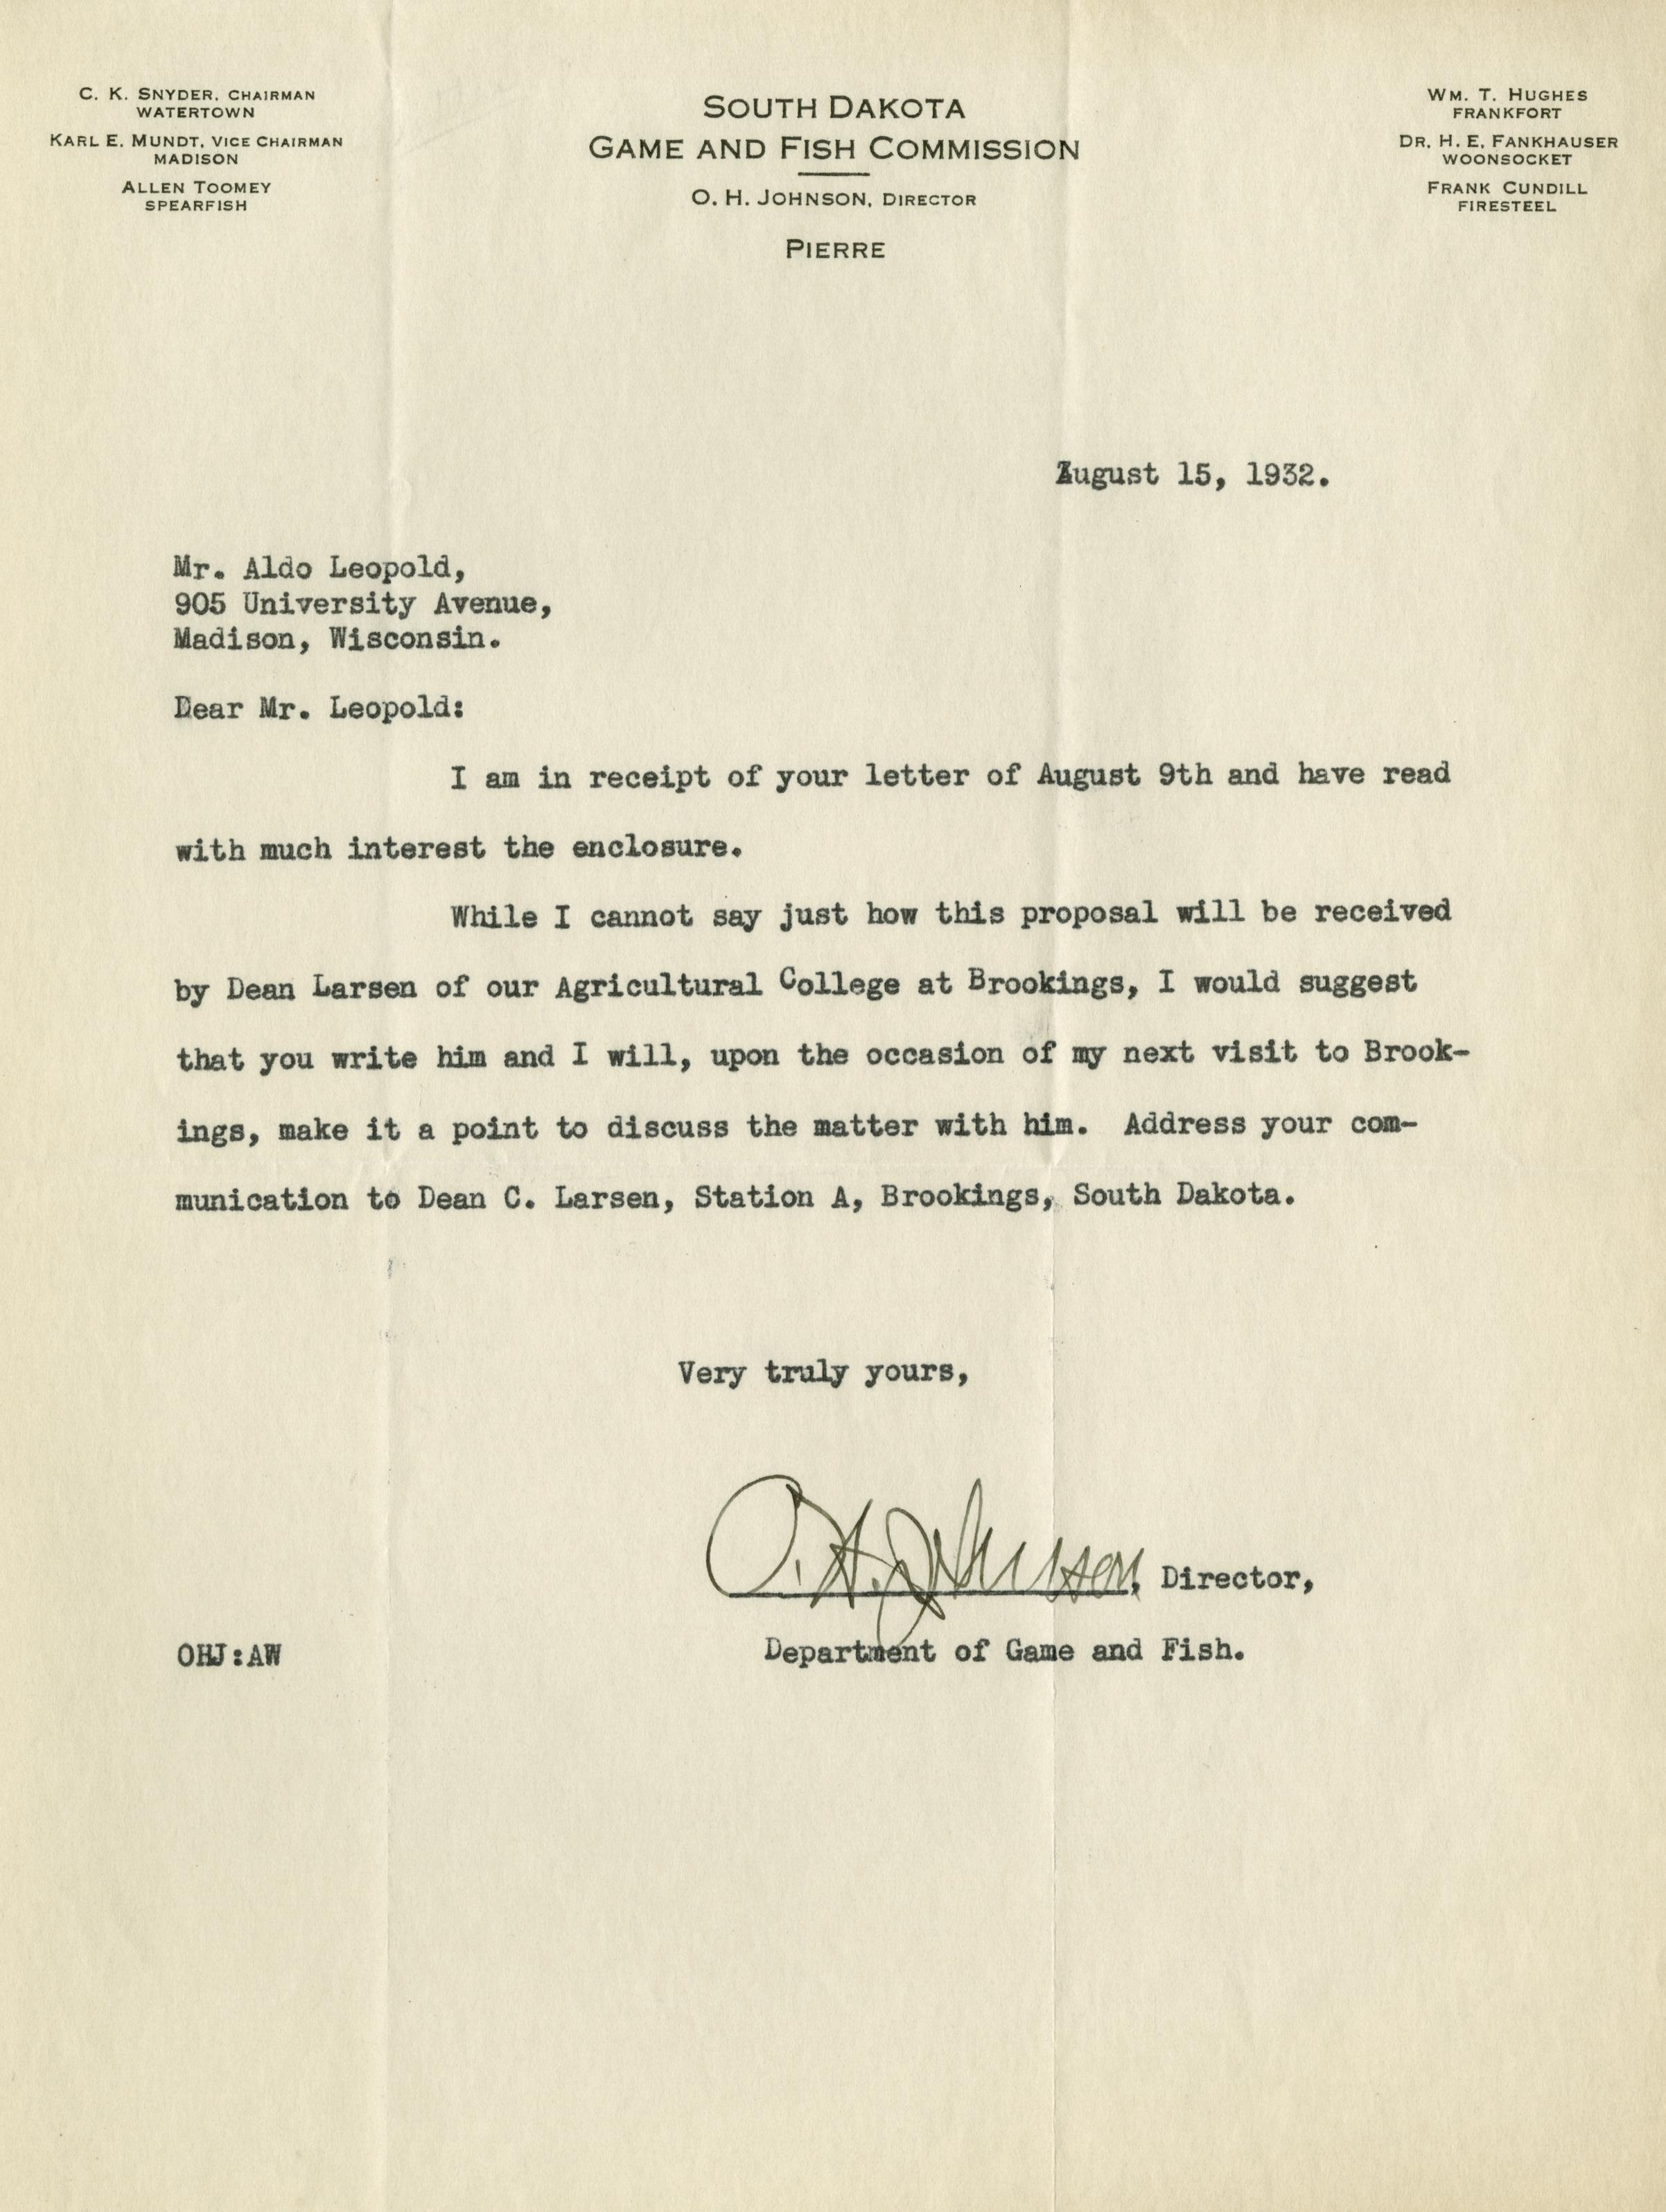 C. K. SNYDER, CHAIRMAN
WATERTOWN
KARL E. MUNDT, VICE CHAIRMAN
MADISON
ALLEN TOOMEY
SPEARFISH
SOUTH DAKOTA
GAME AND FISH COMMISSION
O. H. JOHNSON, DIRECTOR
PIERRE
WM. T. HUGHES
FRANKFORT
DR. H. E. FANKHAUSER
WOONSOCKET
FRANK CUNDILL
FIRESTEEL
August 15, 1932.
Mr. Aldo Leopold,
905 University Avenue,
Madison, Wisconsin.
Dear Mr. Leopold:
I am in receipt of your letter of August 9th and have read
with much interest the enclosure.
While I cannot say just how this proposal will be received
by Dean Larsen of our Agricultural College at Brookings, I would suggest
that you write him and I will, upon the occasion of my next visit to Brook-
ings, make it a point to discuss the matter with him. Address your com-
munication to Dean C. Larsen, Station A, Brookings, South Dakota.
Very truly yours,
O. H. Johnson, Director,
OHJ:AW Department of Game and Fish.